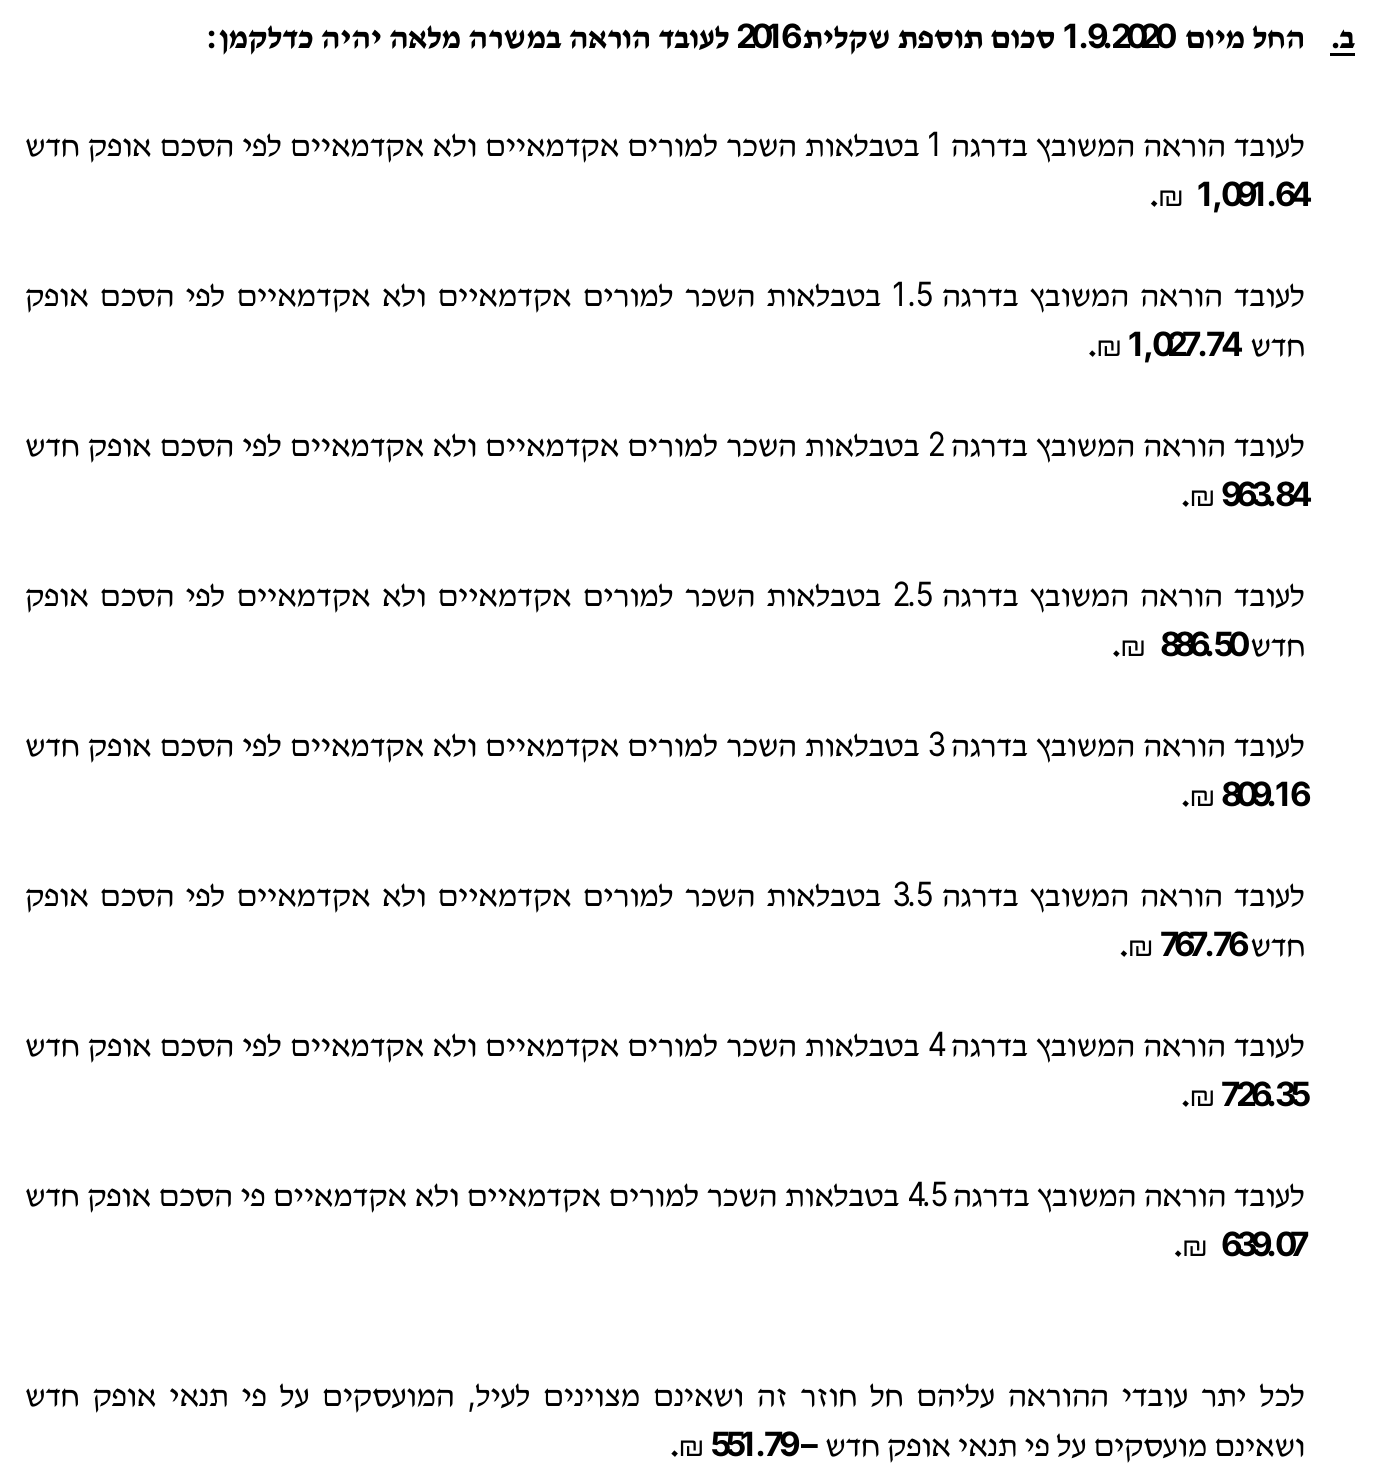 ב. החל מיום 1.9.2020 סכום תוספת שקלית2016 לעובד הוראה במשרה מלאה יהיה כדלקמן:
לעובד הוראה המשובץ בדרגה 1 בטבלאות השכר למורים אקדמאיים ולא אקדמאיים לפי הסכם אופק חדש
1,091.64 ₪.
לעובד הוראה המשובץ בדרגה 1.5 בטבלאות השכר למורים אקדמאיים ולא אקדמאיים לפי הסכם אופק
חדש 1,027.74 ₪.
לעובד הוראה המשובץ בדרגה 2 בטבלאות השכר למורים אקדמאיים ולא אקדמאיים לפי הסכם אופק חדש
963.84 ₪.
לעובד הוראה המשובץ בדרגה 2.5 בטבלאות השכר למורים אקדמאיים ולא אקדמאיים לפי הסכם אופק
חדש 886.50 ₪.
לעובד הוראה המשובץ בדרגה 3 בטבלאות השכר למורים אקדמאיים ולא אקדמאיים לפי הסכם אופק חדש
809.16 ₪.
לעובד הוראה המשובץ בדרגה 3.5 בטבלאות השכר למורים אקדמאיים ולא אקדמאיים לפי הסכם אופק
חדש 767.76 ₪.
לעובד הוראה המשובץ בדרגה 4 בטבלאות השכר למורים אקדמאיים ולא אקדמאיים לפי הסכם אופק חדש
726.35 ₪.
לעובד הוראה המשובץ בדרגה 4.5 בטבלאות השכר למורים אקדמאיים ולא אקדמאיים פי הסכם אופק חדש
639.07 ₪.
לכל יתר עובדי ההוראה עליהם חל חוזר זה ושאינם מצוינים לעיל, המועסקים על פי תנאי אופק חדש
ושאינם מועסקים על פי תנאי אופק חדש – 551.79 ₪.